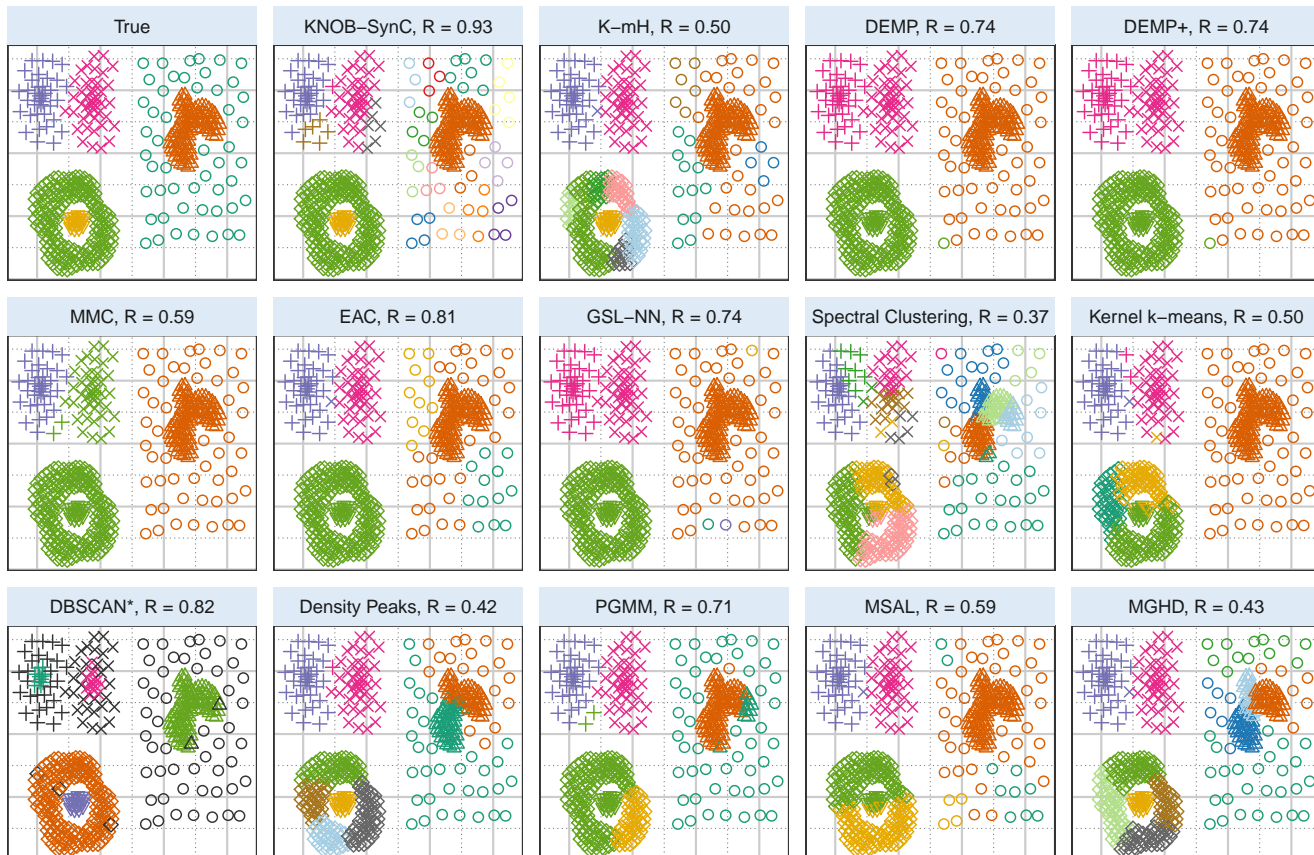 True
KNOB−SynC, R = 0.93
K−mH, R = 0.50
DEMP, R = 0.74
DEMP+, R = 0.74
MMC, R = 0.59
EAC, R = 0.81
GSL−NN, R = 0.74
Spectral Clustering, R = 0.37
Kernel k−means, R = 0.50
DBSCAN*, R = 0.82
Density Peaks, R = 0.42
PGMM, R = 0.71
MSAL, R = 0.59
MGHD, R = 0.43